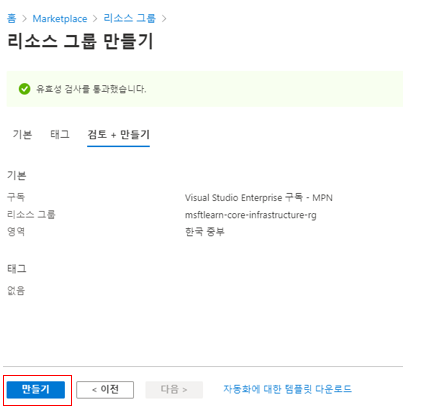 홈 > Marketplace > 리소스 그룹 >
리소스 그룹 만들기
유효성 검사를 통과했습니다.
기본 태그 검토 + 만들기
기본
구독 Visual Studio Enterprise 구독 - MPN
리소스 그룹 msftlearn-core-infrastructure-rg
영역 한국 중부
태그
없음
만들기 < 이전 다음 > 자동화에 대한 템플릿 다운로드